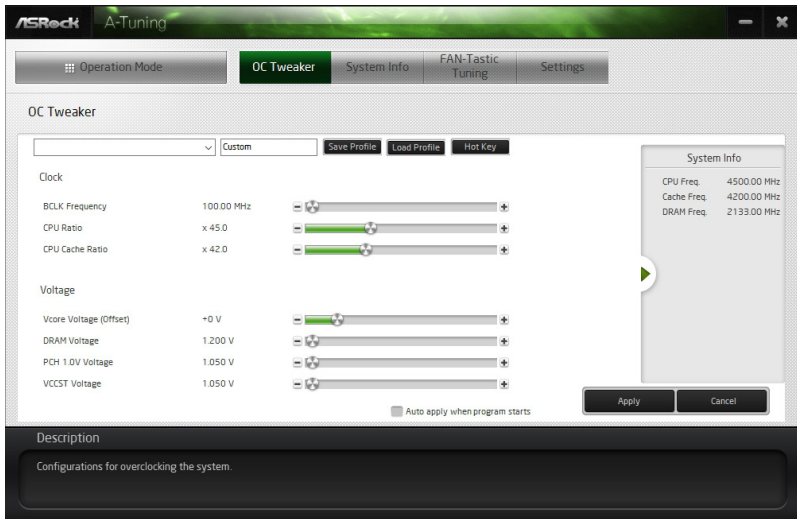 ASRock A-Tuning
Operation Mode OC Tweaker System Info FAN-Tastic Tuning Settings
OC Tweaker
Custom Save Profile Load Profile Hot Key
Clock
BCLK Frequency 100.00 MHz
CPU Ratio x 45.0
CPU Cache Ratio x 42.0
Voltage
Vcore Voltage (Offset) +0 V
DRAM Voltage 1.200 V
PCH 1.0V Voltage 1.050 V
VCCST Voltage 1.050 V
Auto apply when program starts
System Info
CPU Freq. 4500.00 MHz
Cache Freq. 4200.00 MHz
DRAM Freq. 2133.00 MHz
Apply Cancel
Description
Configurations for overclocking the system.